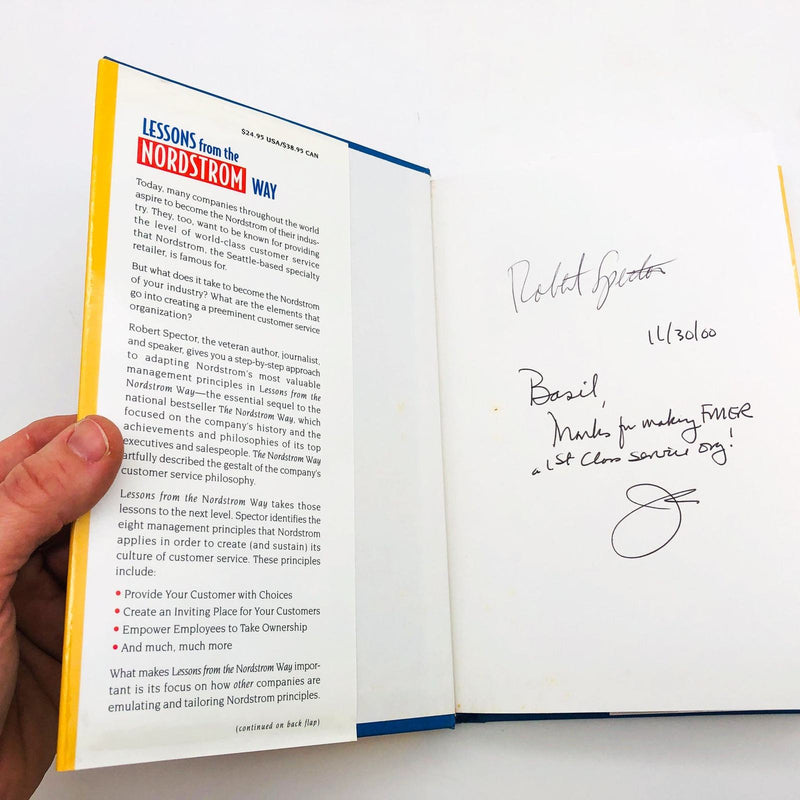 $24.95 USA/$38.95 CAN
LESSONS from the
NORDSTROM WAY
Today, many companies throughout the world
aspire to become the Nordstrom of their indus-
try. They, too, want to be known for providing
the level of world-class customer service
that Nordstrom, the Seattle-based specialty
retailer, is famous for.
But what does it take to become the Nordstrom
of your industry? What are the elements that
go into creating a preeminent customer service
organization?
Robert Spector, the veteran author, journalist,
and speaker, gives you a step-by-step approach
to adapting Nordstrom's most valuable
management principles in Lessons from the
Nordstrom Way—the essential sequel to the
national bestseller The Nordstrom Way, which
focused on the company's history and the
achievements and philosophies of its top
executives and salespeople. The Nordstrom Way
artfully described the gestalt of the company's
customer service philosophy.
Lessons from the Nordstrom Way takes those
lessons to the next level. Spector identifies the
eight management principles that Nordstrom
applies in order to create (and sustain) its
culture of customer service. These principles
include:
• Provide Your Customer with Choices
• Create an Inviting Place for Your Customers
• Empower Employees to Take Ownership
• And much, much more
What makes Lessons from the Nordstrom Way impor-
tant is its focus on how other companies are
emulating and tailoring Nordstrom principles.
(continued on back flap)
Robert Spector
11/30/00
Basil,
Thanks for making FMER
a 1st Class service org!